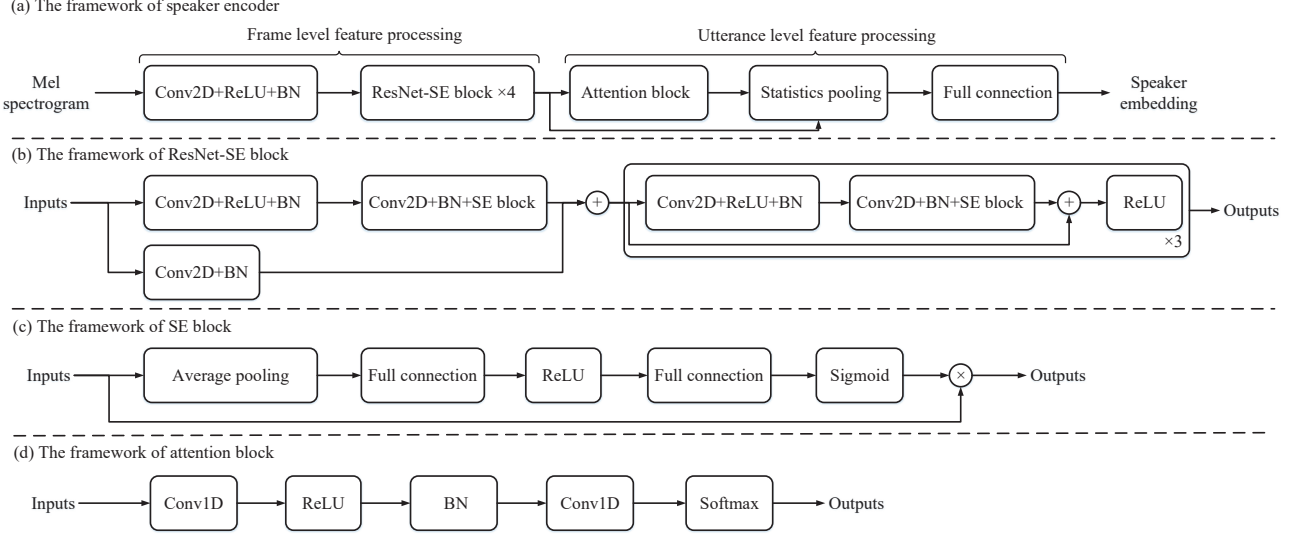 (a) The framework of speaker encoder
Frame level feature processing
Utterance level feature processing
Mel
spectrogram
Conv2D+ReLU+BN
ResNet-SE block ×4
Attention block
Statistics pooling
Full connection
Speaker
embedding
(b) The framework of ResNet-SE block
Inputs
Conv2D+ReLU+BN
Conv2D+BN+SE block
+
Conv2D+ReLU+BN
Conv2D+BN+SE block
+
ReLU
Outputs
×3
Conv2D+BN
(c) The framework of SE block
Inputs
Average pooling
Full connection
ReLU
Full connection
Sigmoid
×
Outputs
(d) The framework of attention block
Inputs
Conv1D
ReLU
BN
Conv1D
Softmax
Outputs